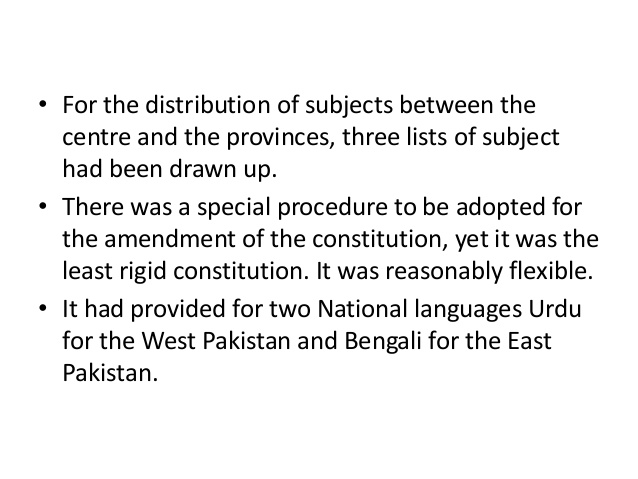 • For the distribution of subjects between the
centre and the provinces, three lists of subject
had been drawn up.
• There was a special procedure to be adopted for
the amendment of the constitution, yet it was the
least rigid constitution. It was reasonably flexible.
• It had provided for two National languages Urdu
for the West Pakistan and Bengali for the East
Pakistan.